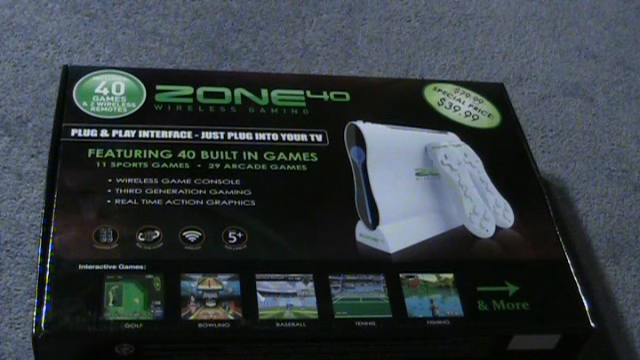 40
GAMES
& 2 WIRELESS
REMOTES
ZONE 40
WIRELESS GAMING
$79.99
SPECIAL PRICE:
$39.99
PLUG & PLAY INTERFACE - JUST PLUG INTO YOUR TV
FEATURING 40 BUILT IN GAMES
11 SPORTS GAMES • 29 ARCADE GAMES
• WIRELESS GAME CONSOLE
• THIRD GENERATION GAMING
• REAL TIME ACTION GRAPHICS
5+
Interactive Games:
GOLF
BOWLING
BASEBALL
TENNIS
FISHING
& More